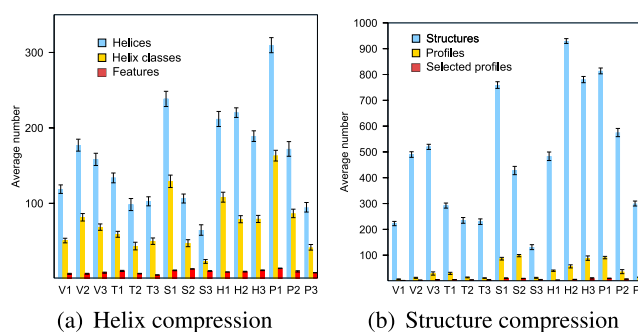 a
Helices
Helix classes
Features
Average number
300
200
100
V1 V2 V3 T1 T2 T3 S1 S2 S3 H1 H2 H3 P1 P2 P3
(a) Helix compression
b
Structures
Profiles
Selected profiles
Average number
1000
900
800
700
600
500
400
300
200
100
V1 V2 V3 T1 T2 T3 S1 S2 S3 H1 H2 H3 P1 P2 P
(b) Structure compression